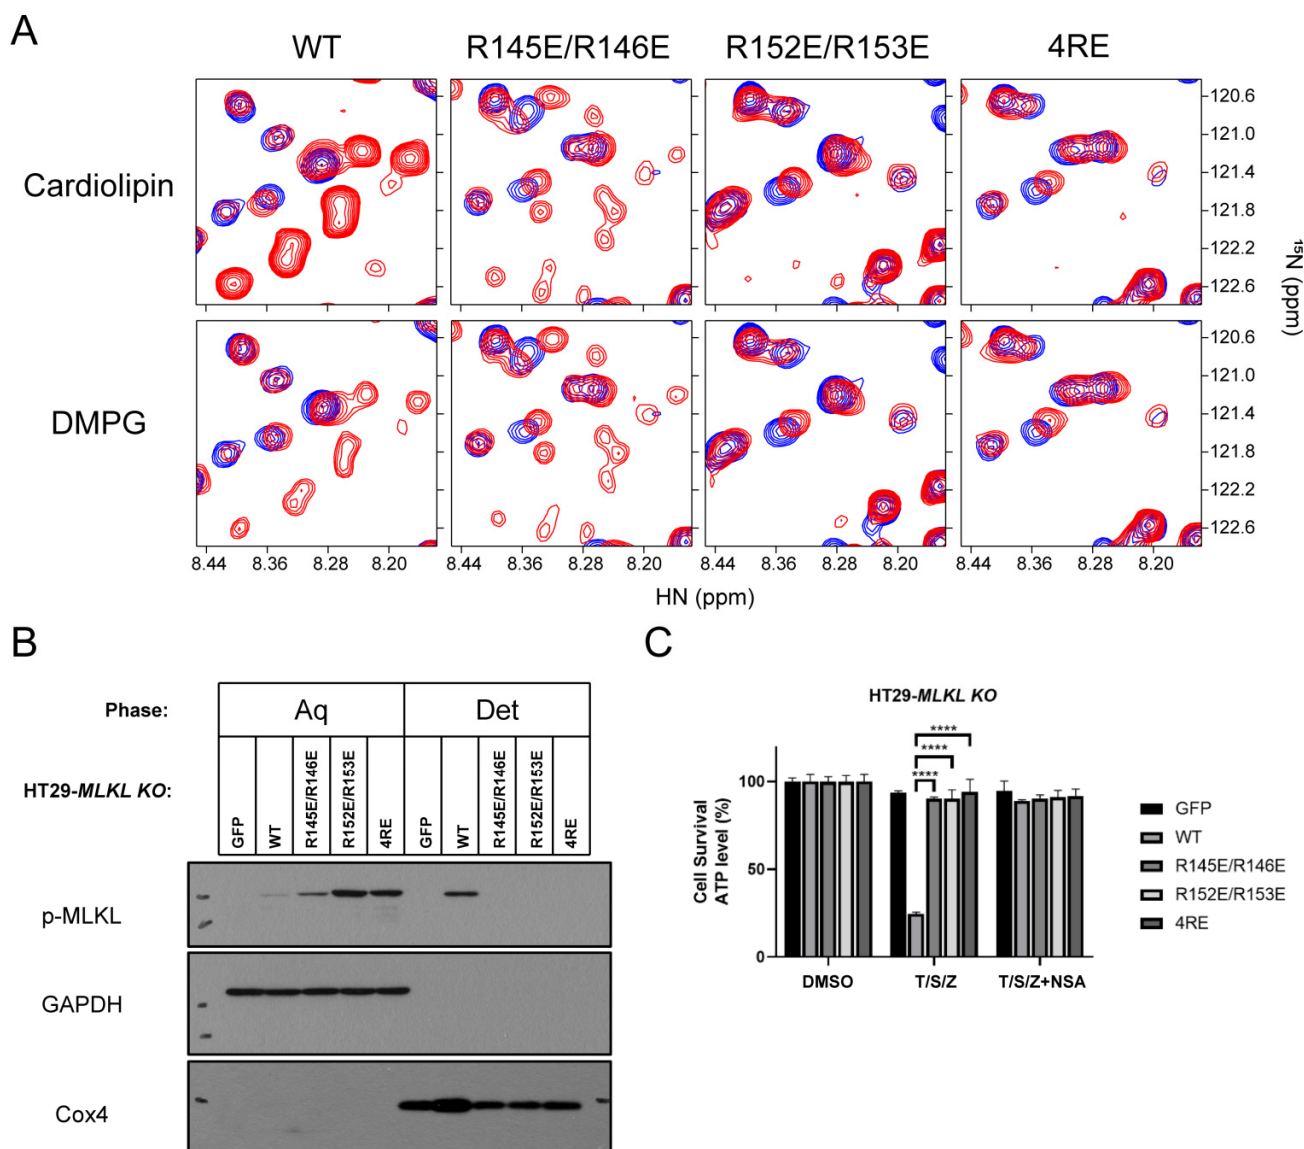 A
WT
R145E/R146E
R152E/R153E
4RE
Cardiolipin
120.6
121.0
121.4
121.8
122.2
122.6
DMPG
120.6
121.0
121.4
121.8
122.2
122.6
¹⁵N (ppm)
8.44 8.36 8.28 8.20
8.44 8.36 8.28 8.20
8.44 8.36 8.28 8.20
8.44 8.36 8.28 8.20
HN (ppm)
B
Phase:
Aq
Det
HT29-MLKL KO:
GFP
WT
R145E/R146E
R152E/R153E
4RE
GFP
WT
R145E/R146E
R152E/R153E
4RE
p-MLKL
GAPDH
Cox4
C
HT29-MLKL KO
Cell Survival
ATP level (%)
100
50
0
****
****
****
DMSO
T/S/Z
T/S/Z+NSA
GFP
WT
R145E/R146E
R152E/R153E
4RE